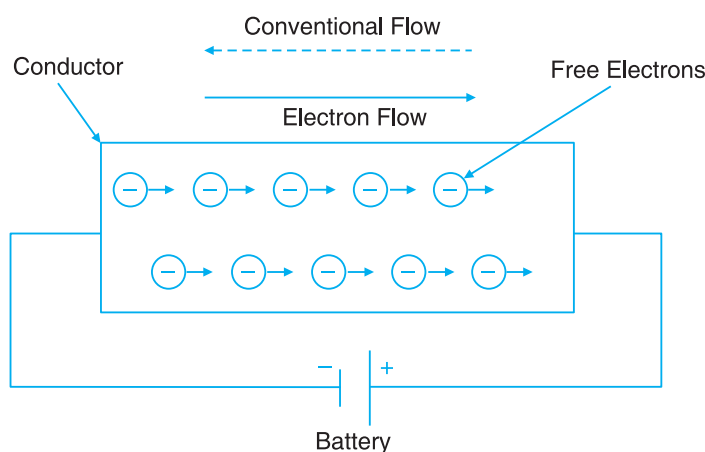 Conventional Flow
Conductor
Free Electrons
Electron Flow
− − − − −
− − − − −
− +
Battery